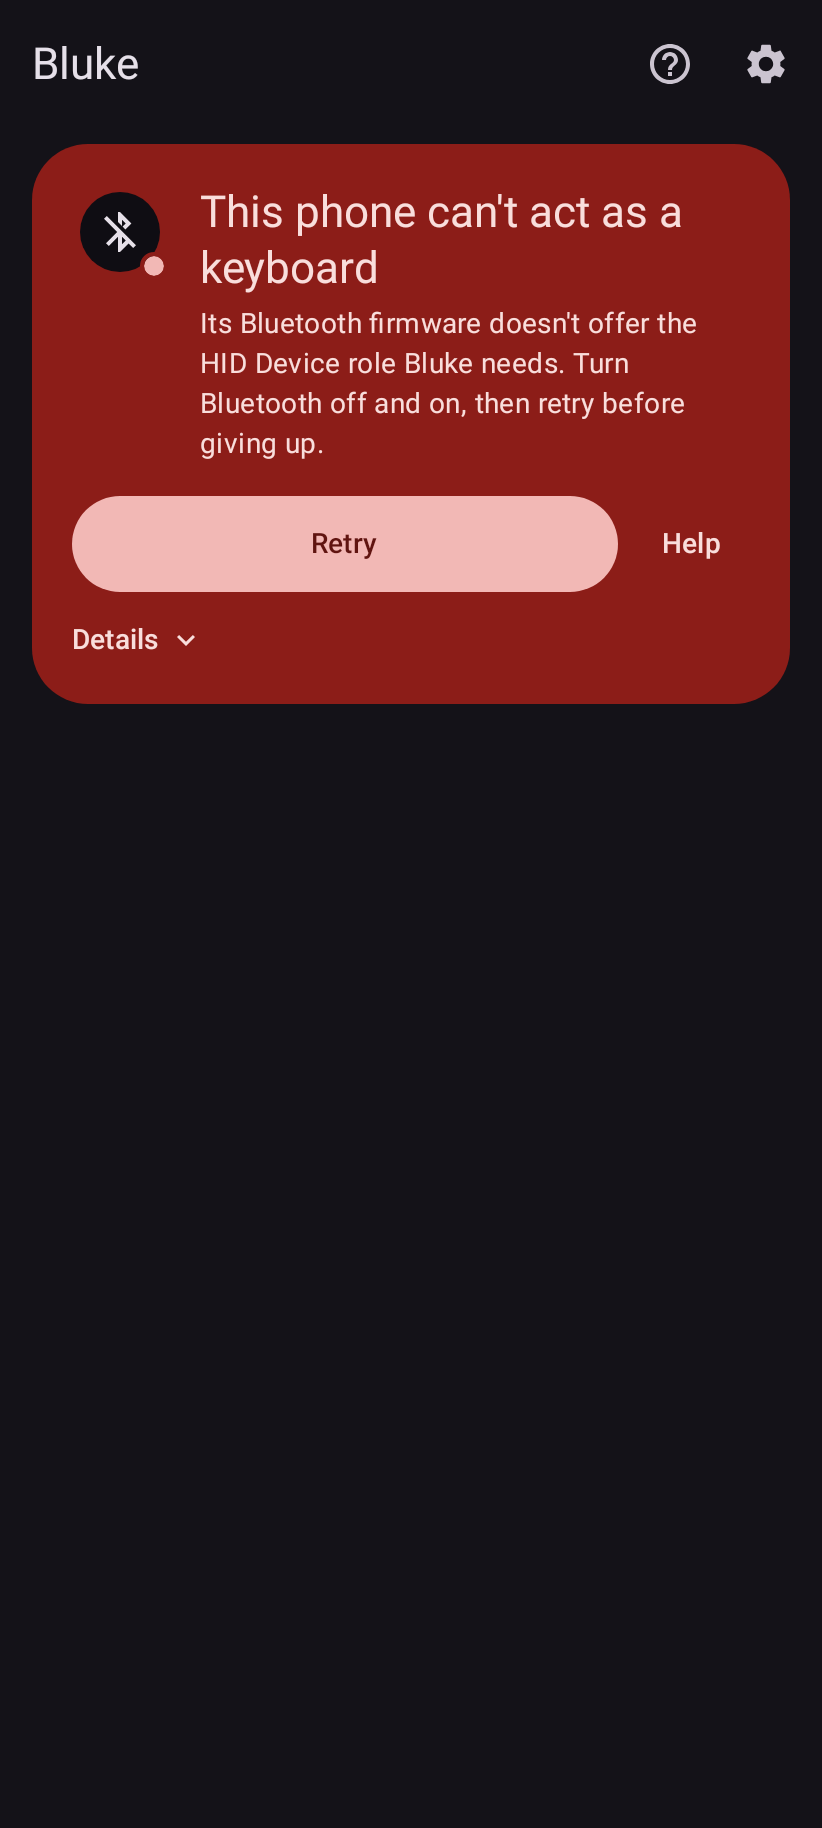 Bluke
This phone can't act as a
keyboard
Its Bluetooth firmware doesn't offer the
HID Device role Bluke needs. Turn
Bluetooth off and on, then retry before
giving up.
Retry
Help
Details